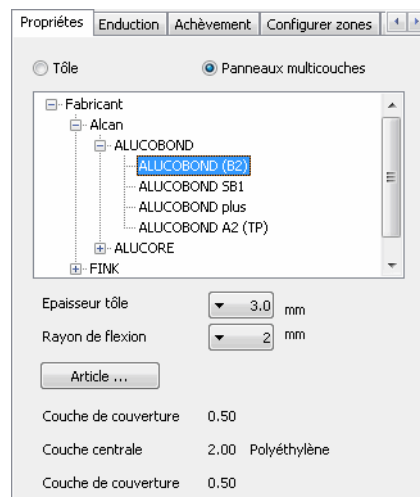 Propriétes Enduction Achèvement Configurer zones
Tôle Panneaux multicouches
Fabricant
Alcan
ALUCOBOND
ALUCOBOND (B2)
ALUCOBOND SB1
ALUCOBOND plus
ALUCOBOND A2 (TP)
ALUCORE
FINK
Epaisseur tôle 3.0 mm
Rayon de flexion 2 mm
Article ...
Couche de couverture 0.50
Couche centrale 2.00 Polyéthylène
Couche de couverture 0.50